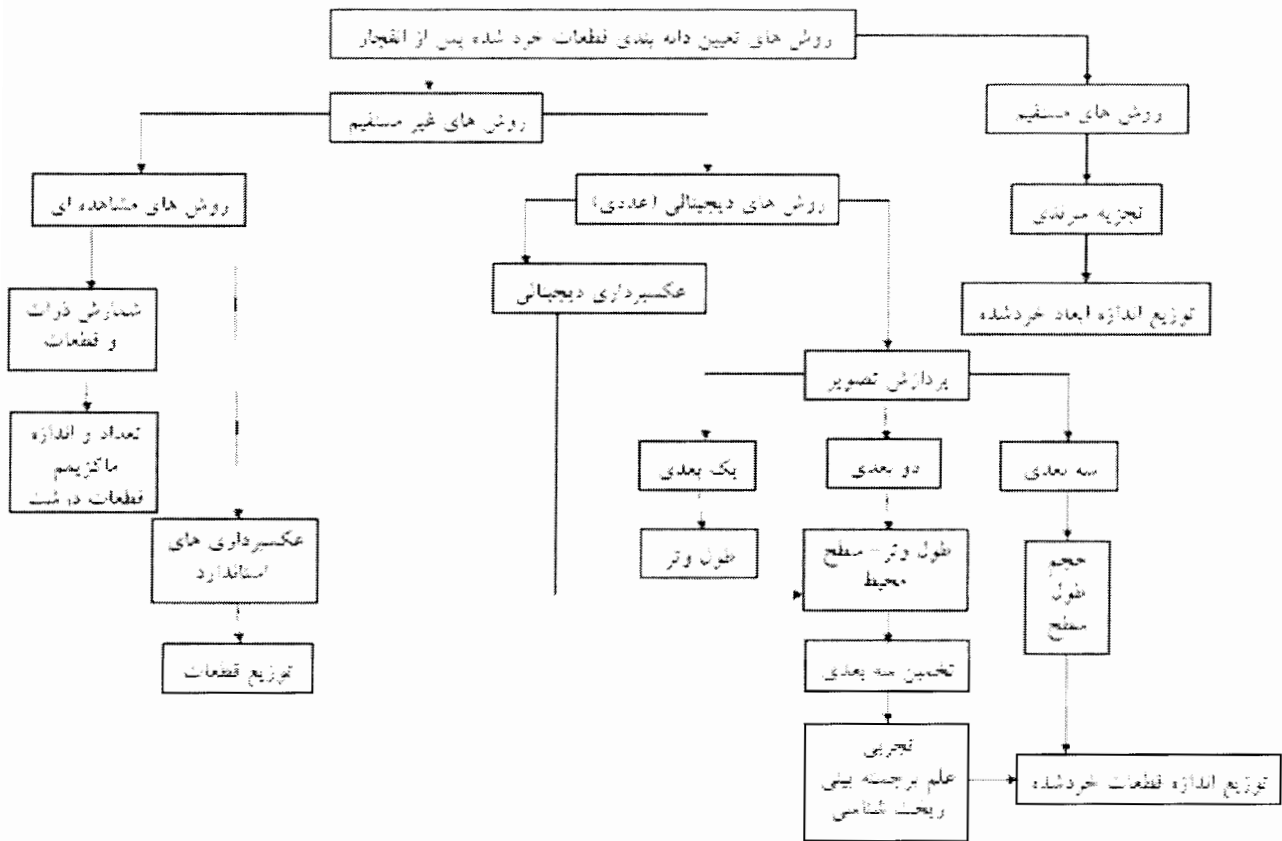 روش های تعیین دانه بندی قطعات خرد شده پس از انفجار
روش های غیر مستقیم
روش های مستقیم
روش های مشاهده ای
روش های دیجیتالی (عددی)
تجزیه سرندی
عکسبرداری دیجیتالی
توزیع اندازه ابعاد خردشده
شمارش ذرات
و قطعات
پردازش تصویر
تعداد و اندازه
ماکزیمم
قطعات درشت
یک بعدی
دو بعدی
سه بعدی
عکسبرداری های
استاندارد
طول وتر
طول وتر - سطح
محیط
حجم
طول
سطح
توزیع قطعات
تخمین سه بعدی
تجربی
علم برجسته بینی
ریخت شناسی
توزیع اندازه قطعات خردشده